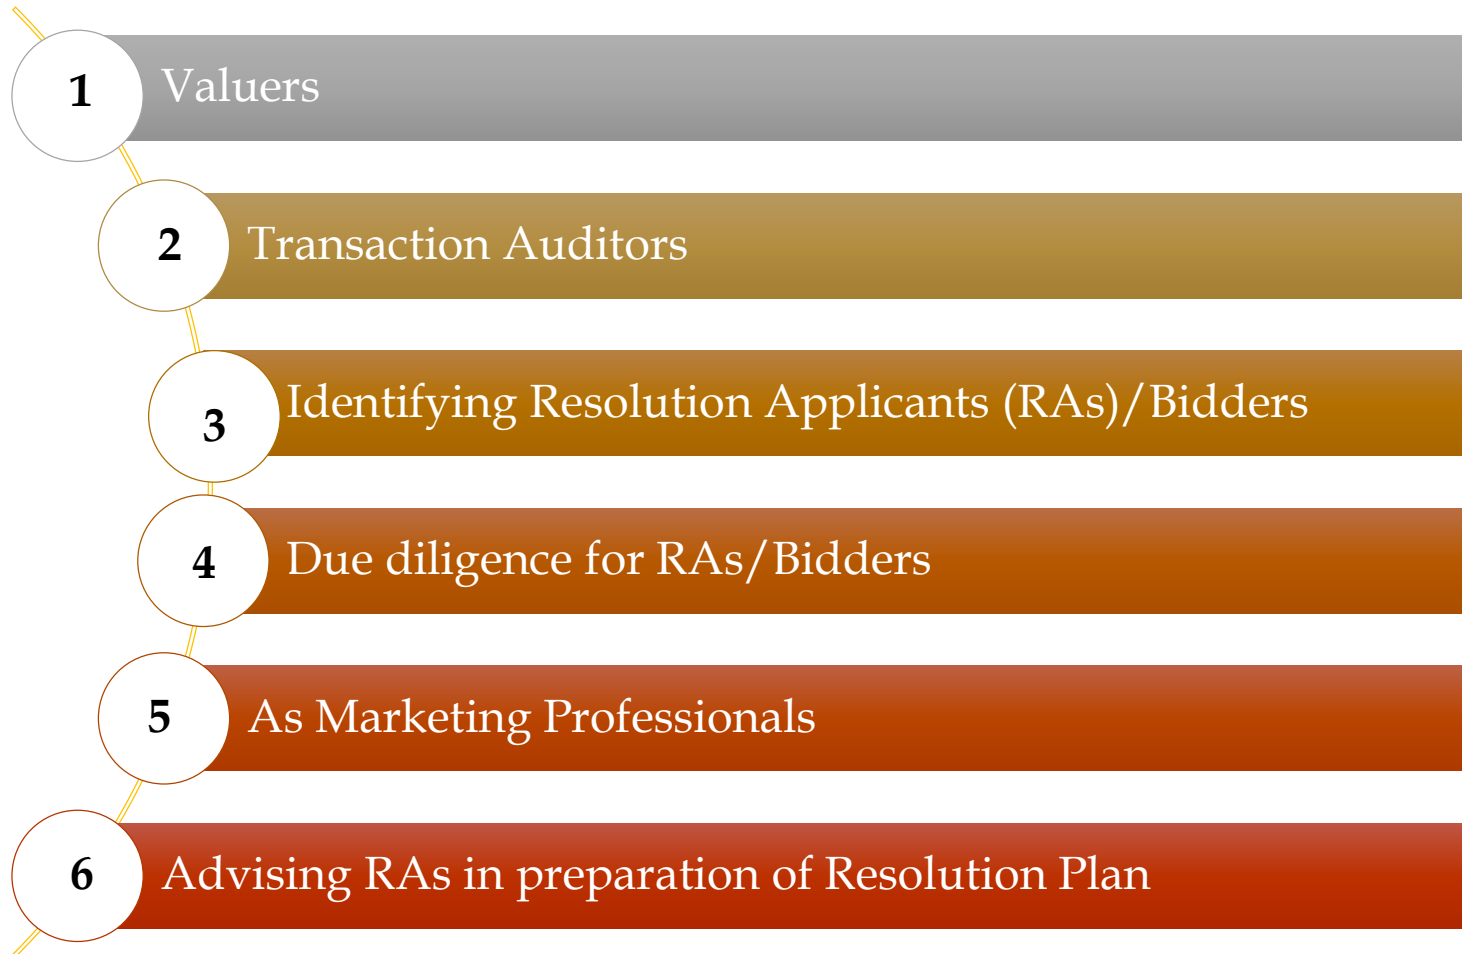 1 Valuers
2 Transaction Auditors
3 Identifying Resolution Applicants (RAs)/Bidders
4 Due diligence for RAs/Bidders
5 As Marketing Professionals
6 Advising RAs in preparation of Resolution Plan